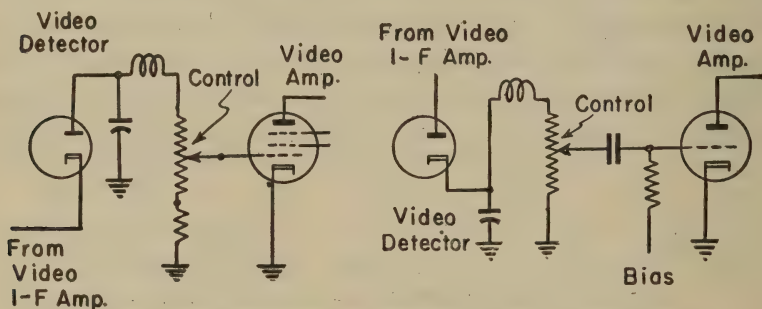 Video
Detector
Control
Video
Amp.
From
Video
I-F Amp.
From Video
I-F Amp.
Control
Video
Amp.
Video
Detector
Bias